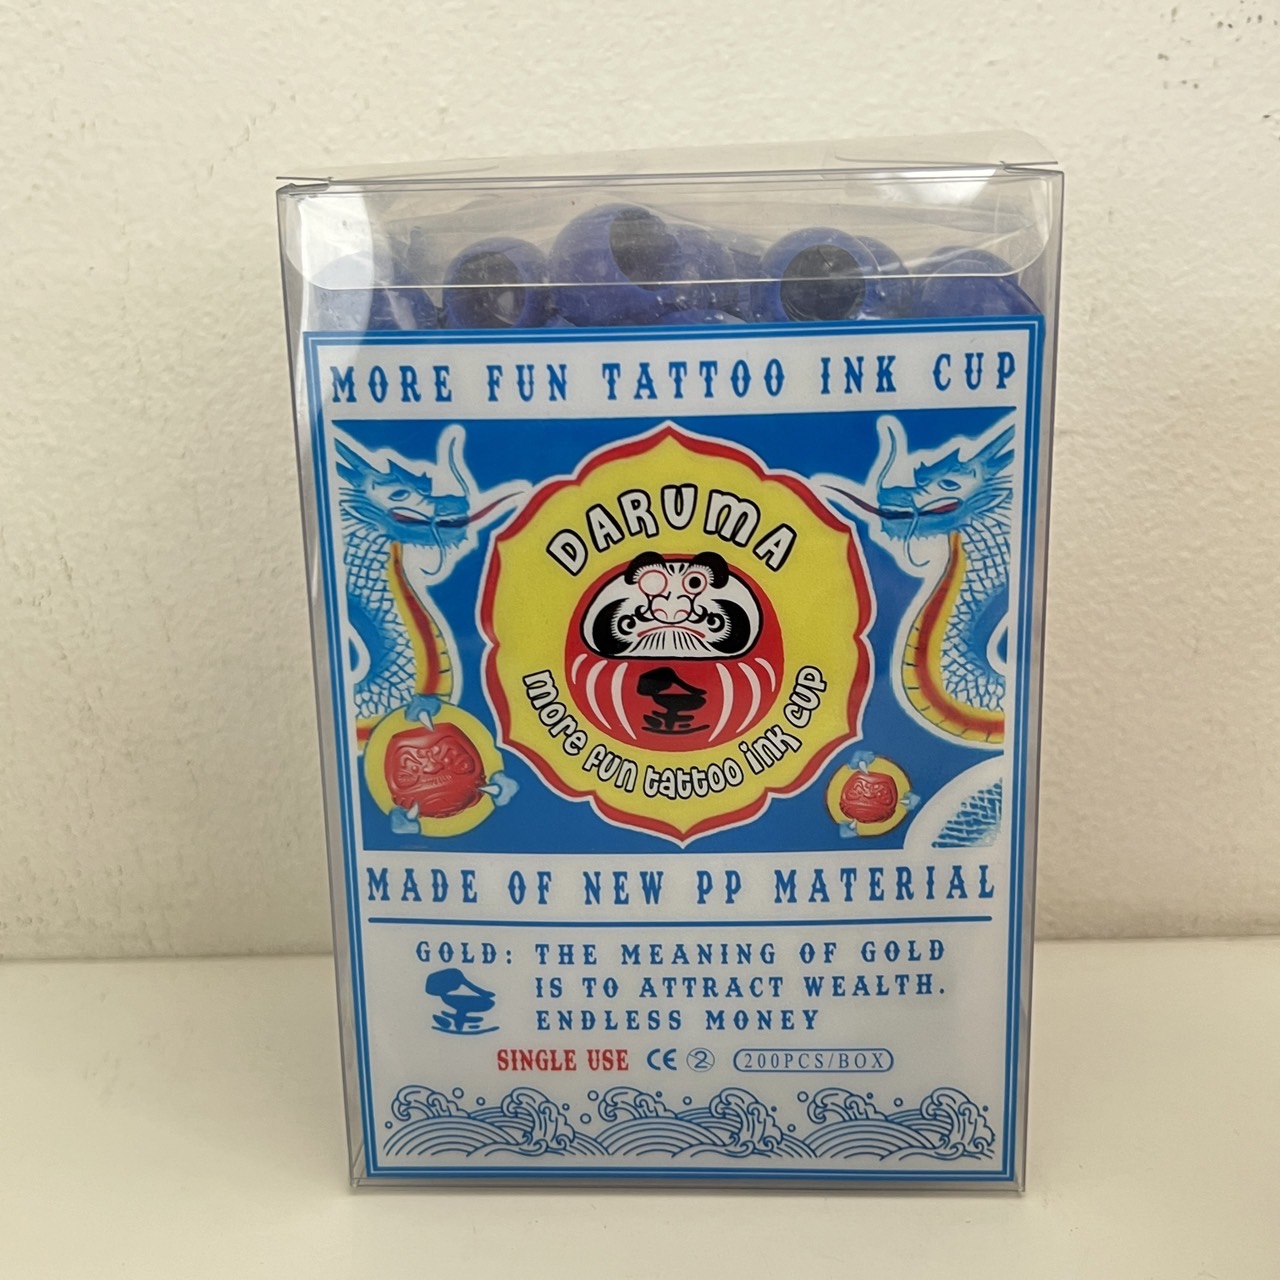 MORE FUN TATTOO INK CUP
DARUMA
金
more fun tattoo ink cup
MADE OF NEW PP MATERIAL
GOLD: THE MEANING OF GOLD
金 IS TO ATTRACT WEALTH.
ENDLESS MONEY
SINGLE USE CE 2 200PCS/BOX